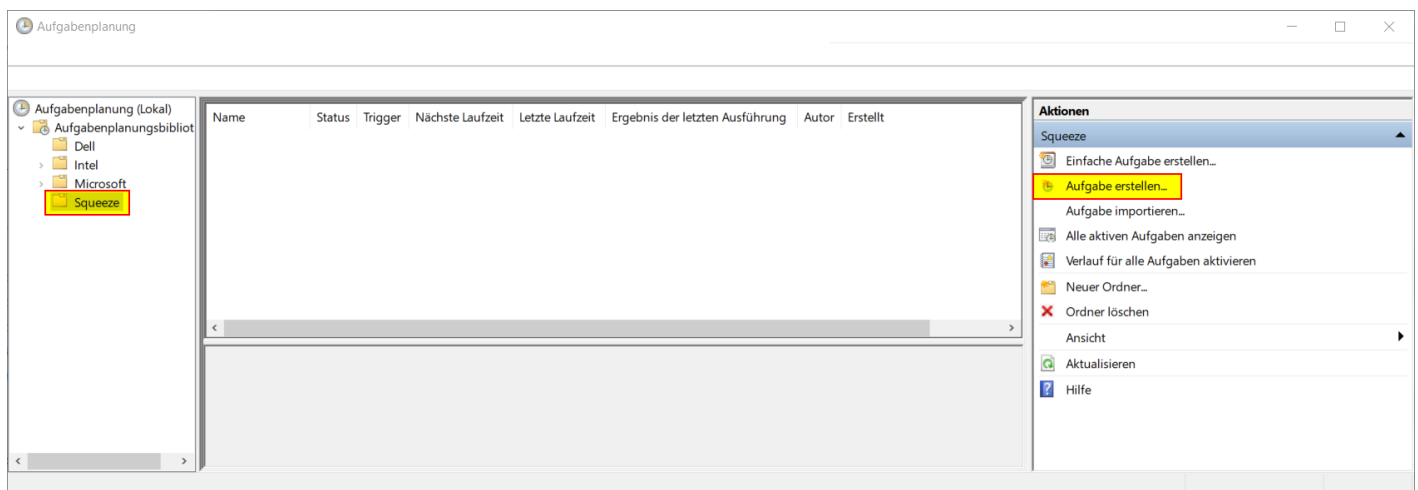 Aufgabenplanung
Aufgabenplanung (Lokal)
Aufgabenplanungsbibliot
Dell
Intel
Microsoft
Squeeze
Name Status Trigger Nächste Laufzeit Letzte Laufzeit Ergebnis der letzten Ausführung Autor Erstellt
Aktionen
Squeeze
Einfache Aufgabe erstellen...
Aufgabe erstellen...
Aufgabe importieren...
Alle aktiven Aufgaben anzeigen
Verlauf für alle Aufgaben aktivieren
Neuer Ordner...
Ordner löschen
Ansicht
Aktualisieren
Hilfe